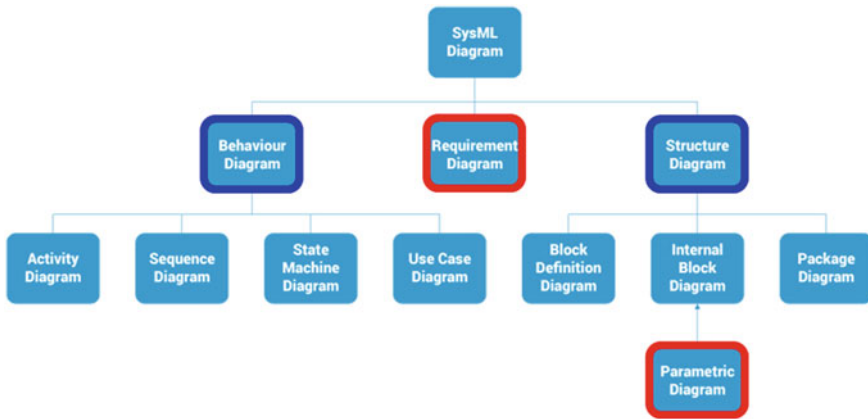 SysML
Diagram
Behaviour
Diagram
Requirement
Diagram
Structure
Diagram
Activity
Diagram
Sequence
Diagram
State
Machine
Diagram
Use Case
Diagram
Block
Definition
Diagram
Internal
Block
Diagram
Package
Diagram
Parametric
Diagram